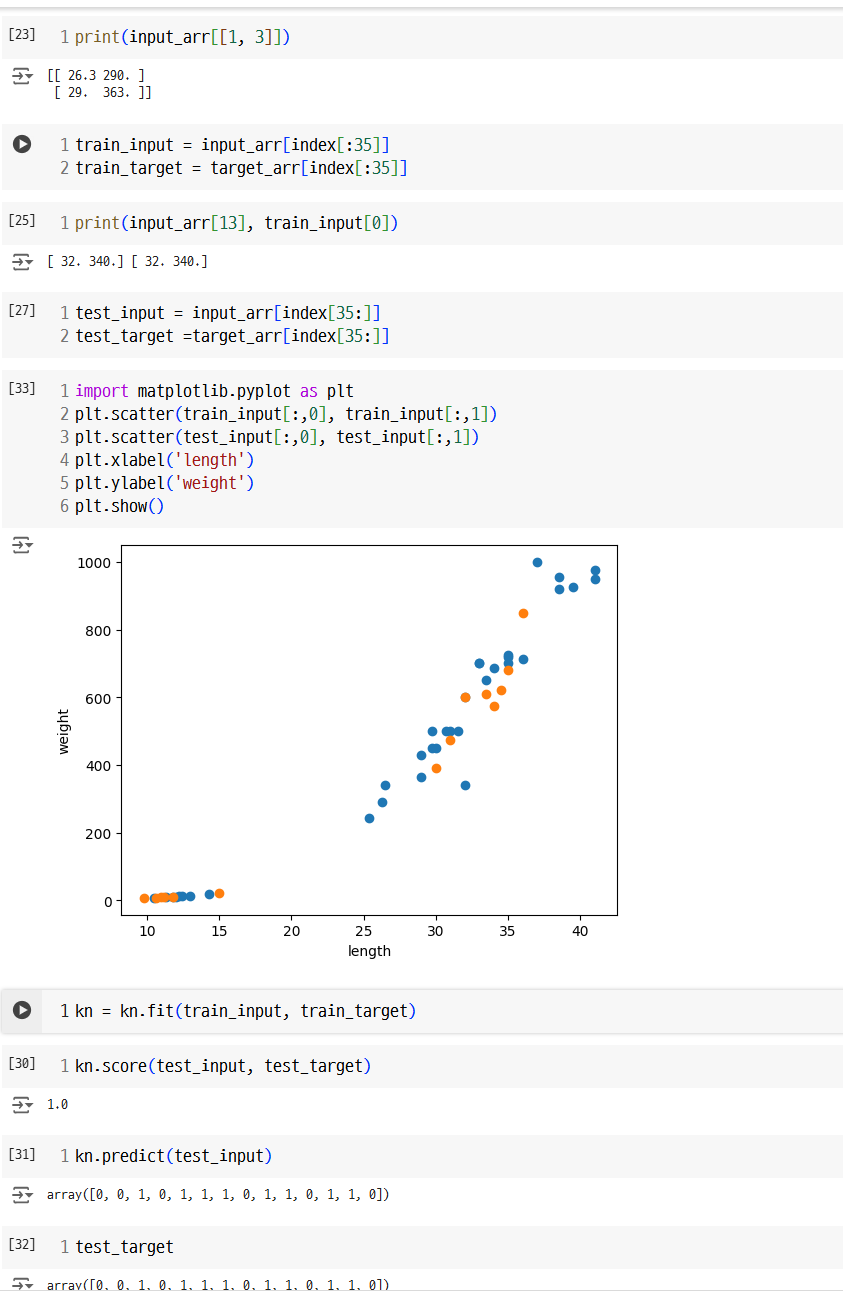 [23] 1 print(input_arr[[1, 3]])
[[ 26.3 290. ]
[ 29. 363. ]]
1 train_input = input_arr[index[:35]]
2 train_target = target_arr[index[:35]]
[25] 1 print(input_arr[13], train_input[0])
[ 32. 340.] [ 32. 340.]
[27] 1 test_input = input_arr[index[35:]]
2 test_target =target_arr[index[35:]]
[33] 1 import matplotlib.pyplot as plt
2 plt.scatter(train_input[:,0], train_input[:,1])
3 plt.scatter(test_input[:,0], test_input[:,1])
4 plt.xlabel('length')
5 plt.ylabel('weight')
6 plt.show()
1000
800
600
weight
400
200
0
10 15 20 25 30 35 40
length
1 kn = kn.fit(train_input, train_target)
[30] 1 kn.score(test_input, test_target)
1.0
[31] 1 kn.predict(test_input)
array([0, 0, 1, 0, 1, 1, 1, 0, 1, 1, 0, 1, 1, 0])
[32] 1 test_target
array([0, 0, 1, 0, 1, 1, 1, 0, 1, 1, 0, 1, 1, 0])